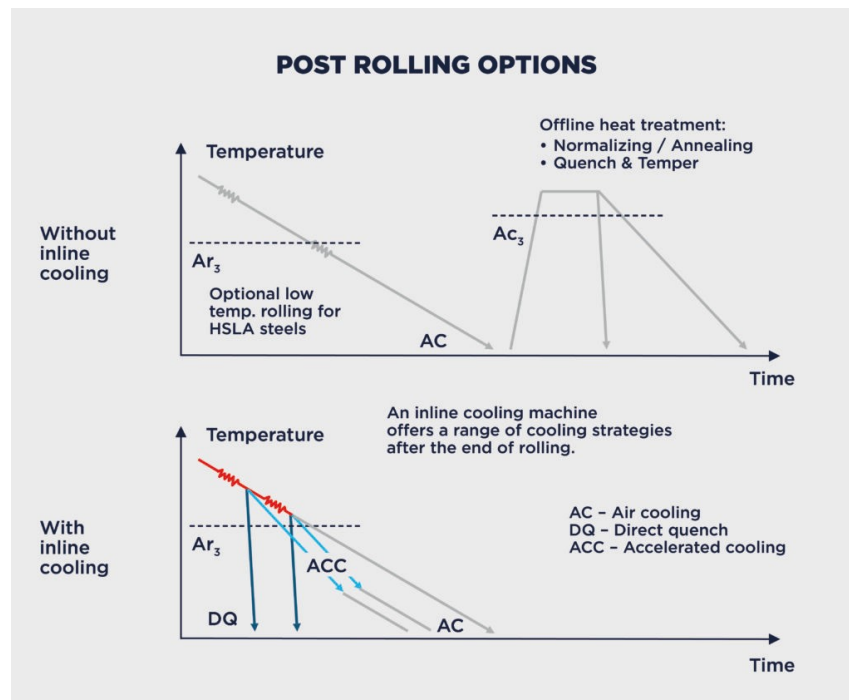 POST ROLLING OPTIONS
Offline heat treatment:
• Normalizing / Annealing
• Quench & Temper
Temperature
Without
inline
cooling
Ar₃
Ac₃
Optional low
temp. rolling for
HSLA steels
AC
Time
An inline cooling machine
offers a range of cooling strategies
after the end of rolling.
Temperature
With
inline
cooling
Ar₃
AC – Air cooling
DQ – Direct quench
ACC – Accelerated cooling
ACC
DQ
AC
Time